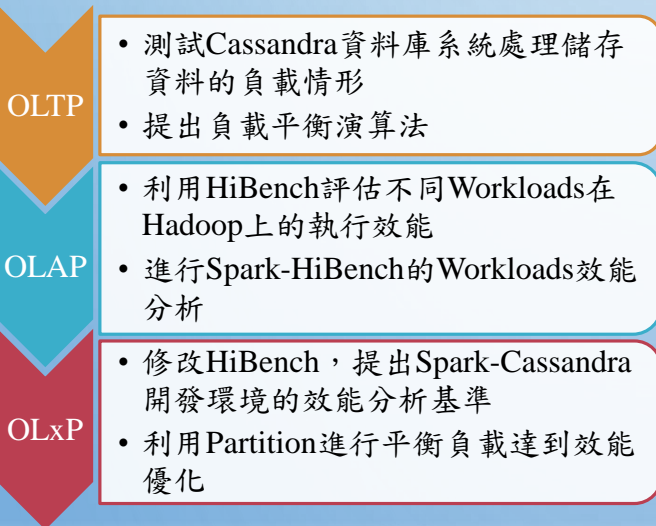 OLTP
• 測試Cassandra資料庫系統處理儲存
資料的負載情形
• 提出負載平衡演算法
OLAP
• 利用HiBench評估不同Workloads在
Hadoop上的執行效能
• 進行Spark-HiBench的Workloads效能
分析
OLxP
• 修改HiBench，提出Spark-Cassandra
開發環境的效能分析基準
• 利用Partition進行平衡負載達到效能
優化